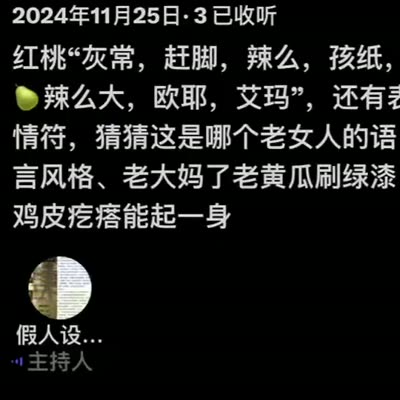 2024年11月25日· 3 已收听
红桃“灰常，赶脚，辣么，孩纸，
🍐辣么大，欧耶，艾玛”，还有表
情符，猜猜这是哪个老女人的语
言风格、老大妈了老黄瓜刷绿漆
鸡皮疙瘩能起一身
假人设...
主持人